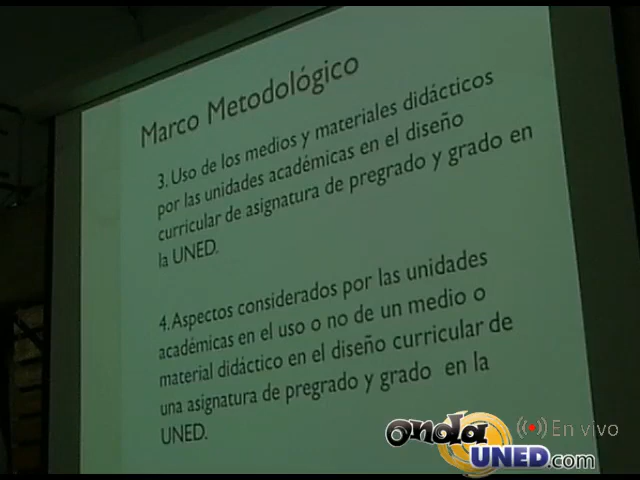 Marco Metodológico
3. Uso de los medios y materiales didácticos
por las unidades académicas en el diseño
curricular de asignatura de pregrado y grado en
la UNED.
4. Aspectos considerados por las unidades
académicas en el uso o no de un medio o
material didáctico en el diseño curricular de
una asignatura de pregrado y grado en la
UNED.
onda
UNED.com
En vivo